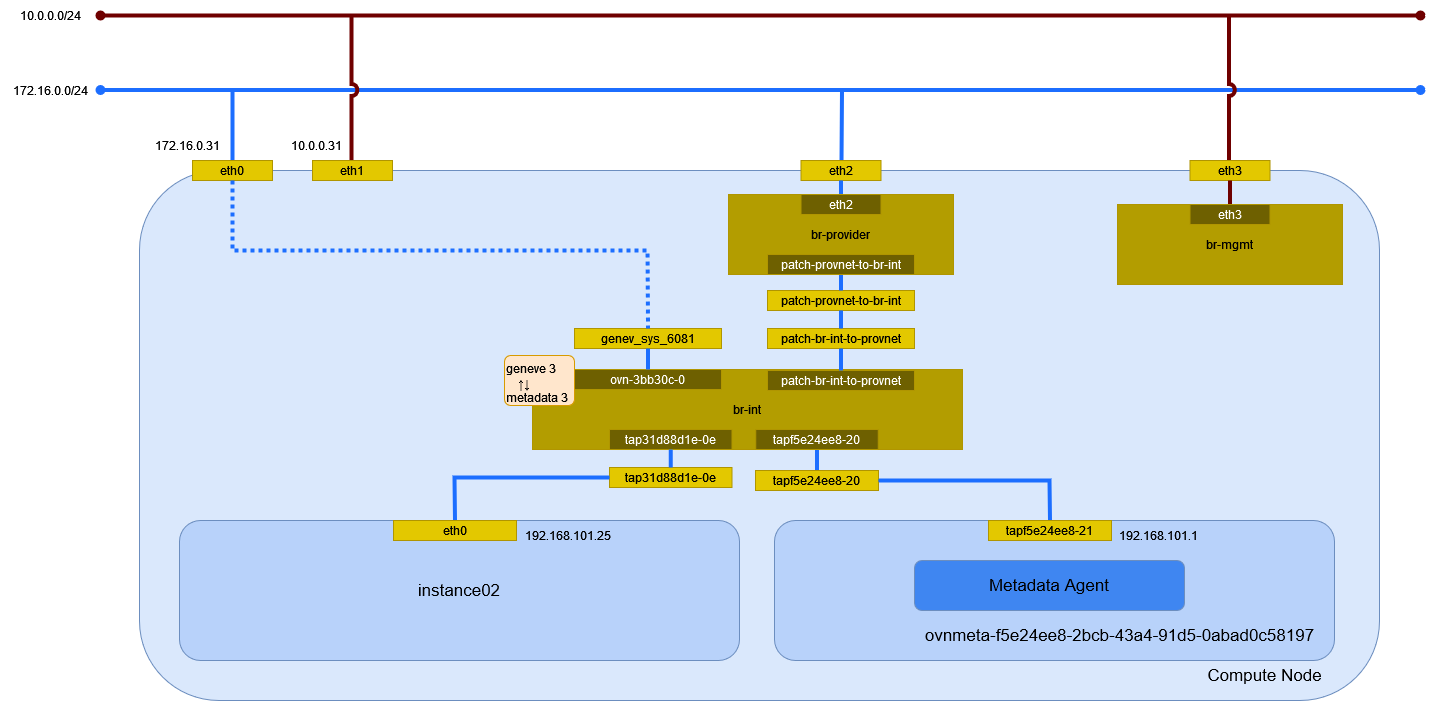 10.0.0.0/24
172.16.0.0/24
172.16.0.31
10.0.0.31
eth0
eth1
eth2
eth3
eth2
eth3
br-provider
br-mgmt
patch-provnet-to-br-int
patch-provnet-to-br-int
genev_sys_6081
patch-br-int-to-provnet
geneve 3
↑↓
metadata 3
ovn-3bb30c-0
patch-br-int-to-provnet
br-int
tap31d88d1e-0e
tapf5e24ee8-20
tap31d88d1e-0e
tapf5e24ee8-20
eth0
192.168.101.25
tapf5e24ee8-21
192.168.101.1
instance02
Metadata Agent
ovnmeta-f5e24ee8-2bcb-43a4-91d5-0abad0c58197
Compute Node